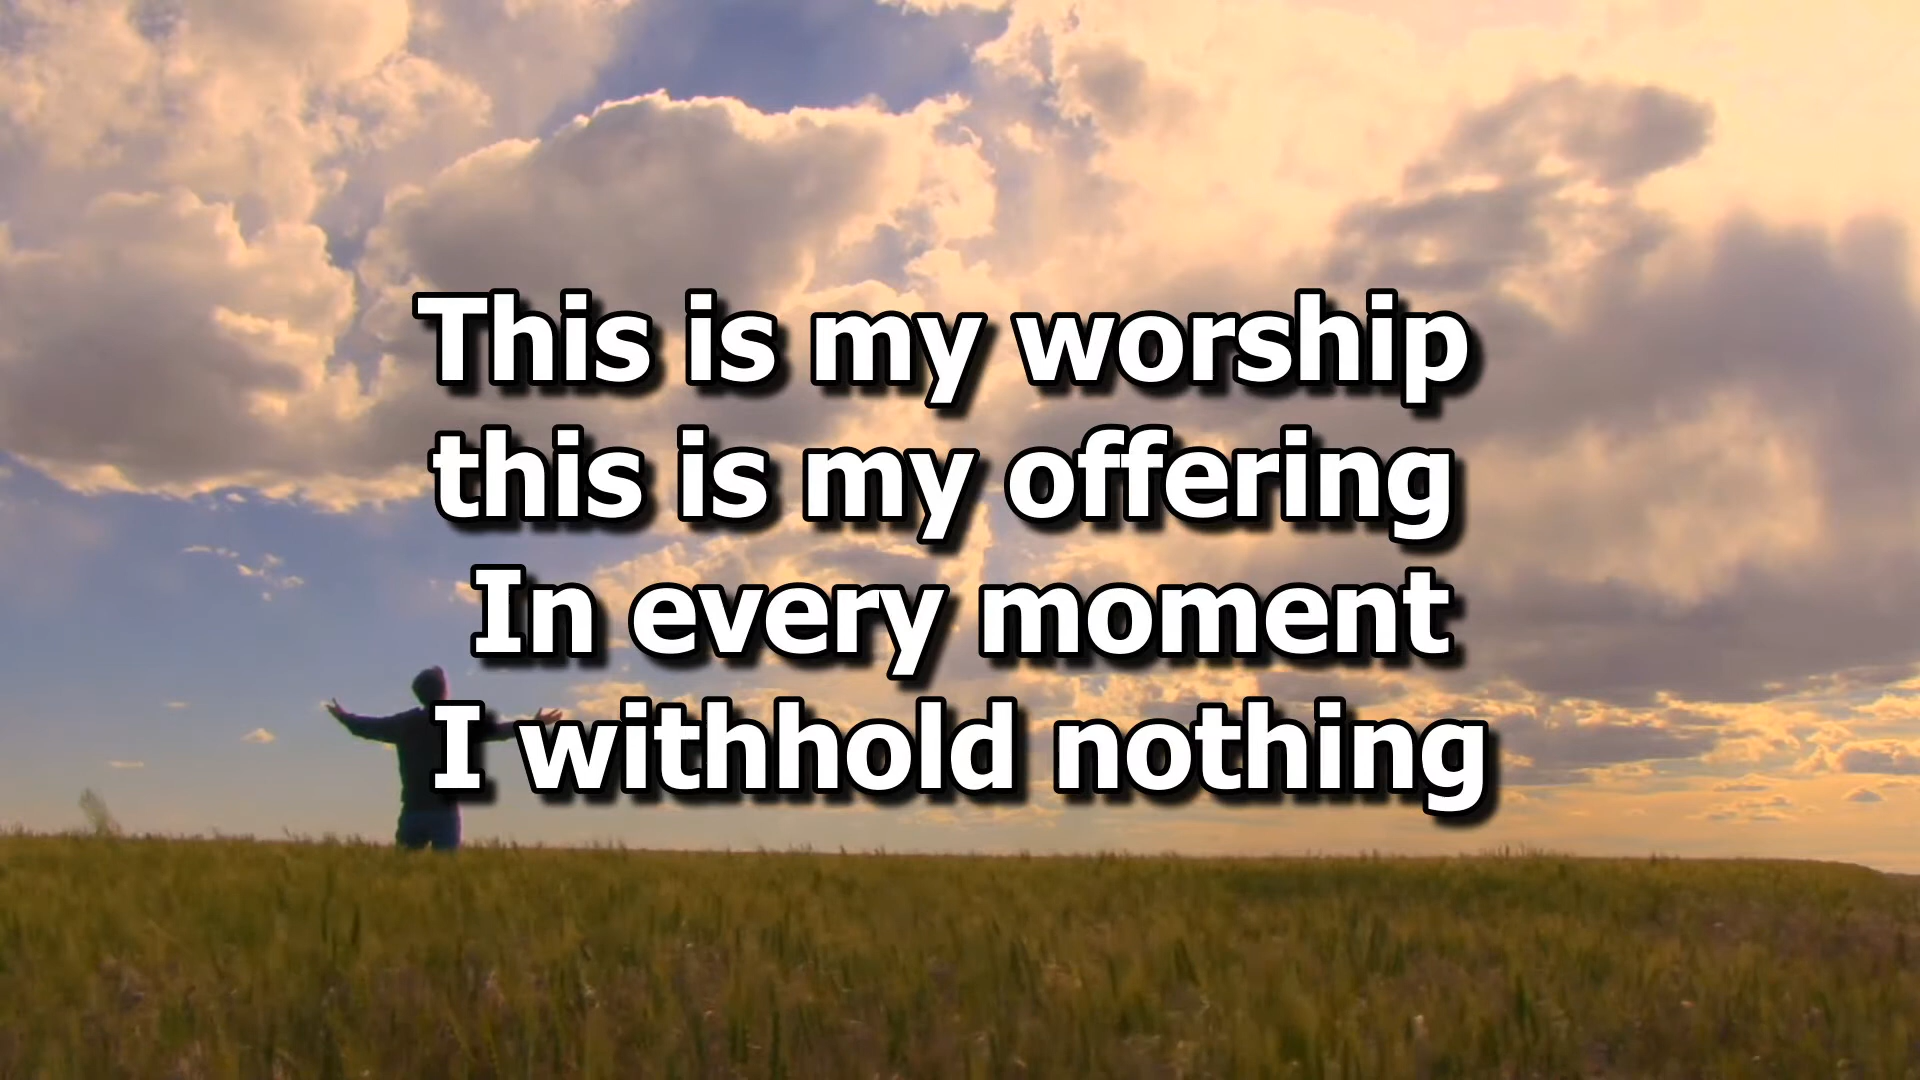 This is my worship
this is my offering
In every moment
I withhold nothing